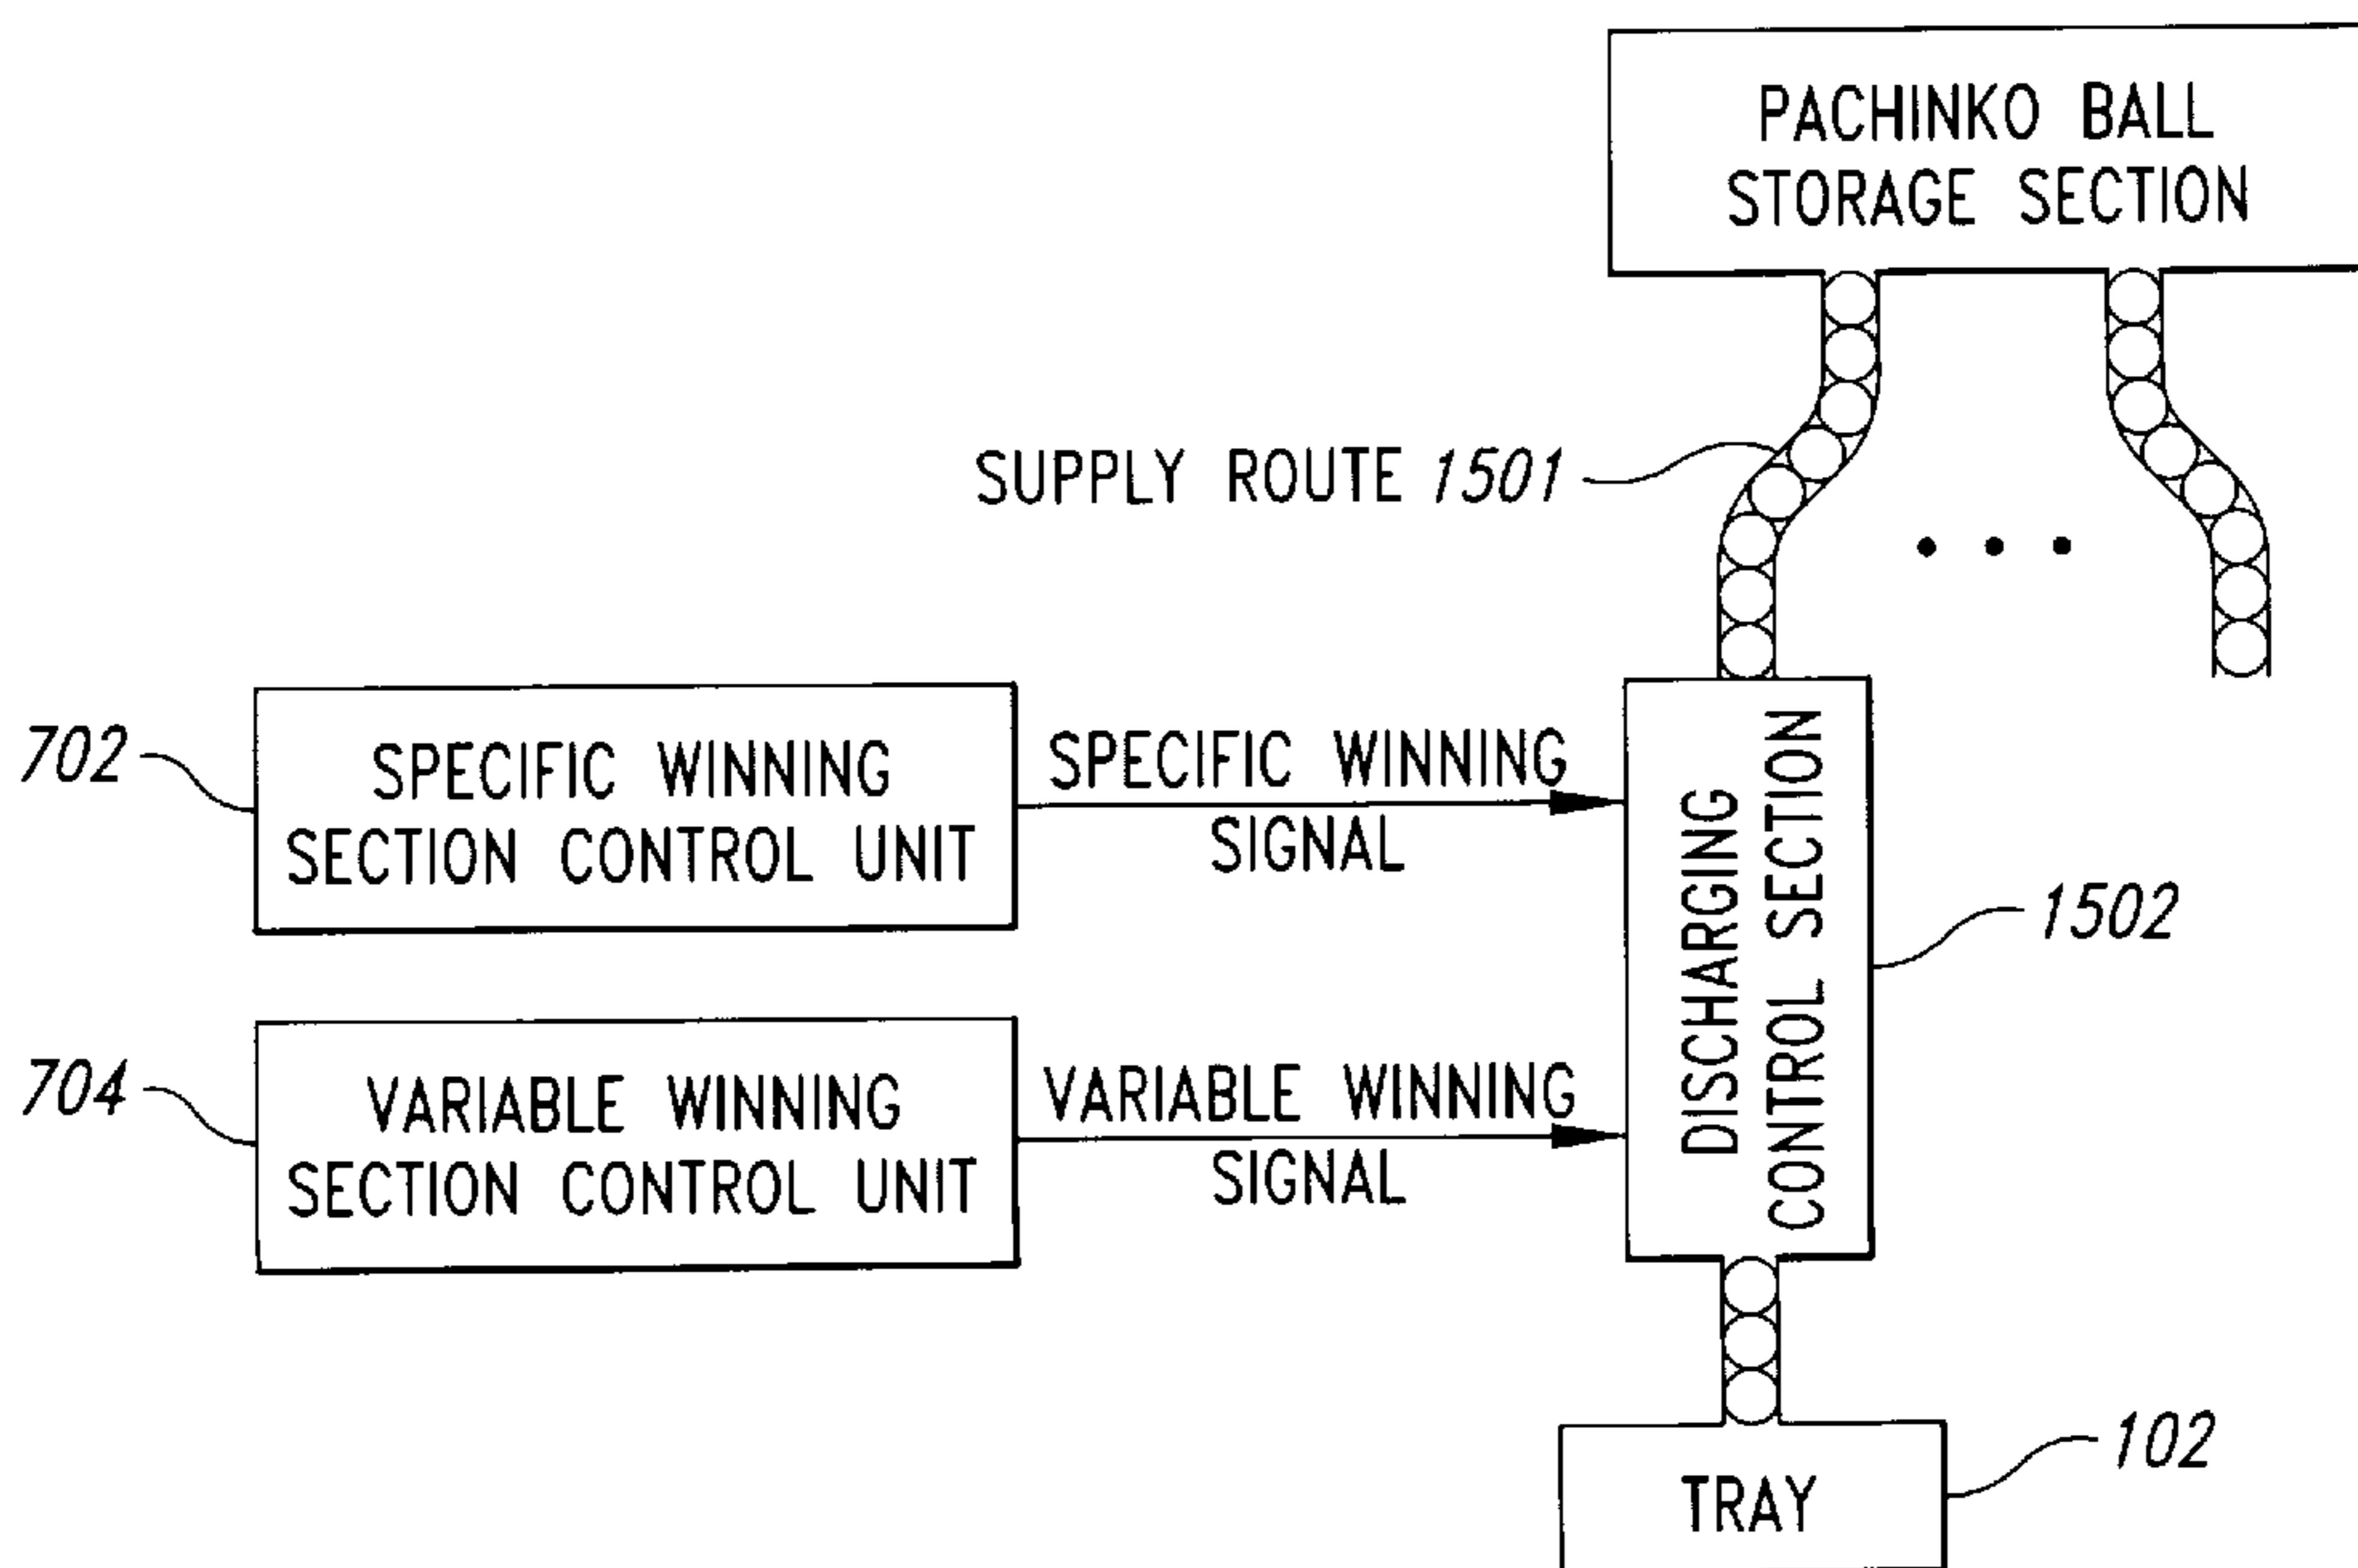 PACHINKO BALL
STORAGE SECTION
SUPPLY ROUTE 1501
702
SPECIFIC WINNING
SECTION CONTROL UNIT
SPECIFIC WINNING
SIGNAL
DISCHARGING
CONTROL SECTION
1502
704
VARIABLE WINNING
SECTION CONTROL UNIT
VARIABLE WINNING
SIGNAL
TRAY
102